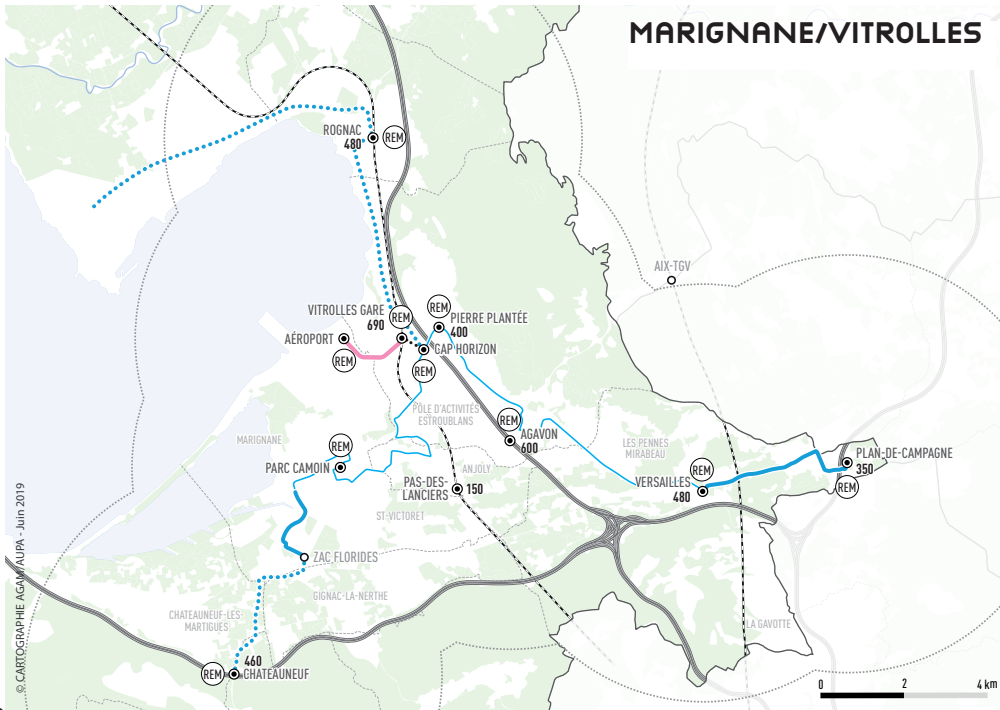 MARIGNANE/VITROLLES
ROGNAC
480
REM
AIX-TGV
VITROLLES GARE
690
REM
REM
PIERRE PLANTÉE
400
AÉROPORT
REM
CAP HORIZON
REM
PÔLE D'ACTIVITÉS
ESTROUBLANS
REM
AGAVON
600
MARIGNANE
REM
PARC CAMOIN
LES PENNES
MIRABEAU
PLAN-DE-CAMPAGNE
350
REM
ANJOLY
PAS-DES-
LANCIERS
150
REM
VERSAILLES
480
ST-VICTORET
ZAC FLORIDES
GIGNAC-LA-NERTHE
CHATEAUNEUF-LES-
MARTIGUES
LA GAVOTTE
460
REM
CHATEAUNEUF
0 2 4 km
© CARTOGRAPHIE AGAM/AUPA - Juin 2019